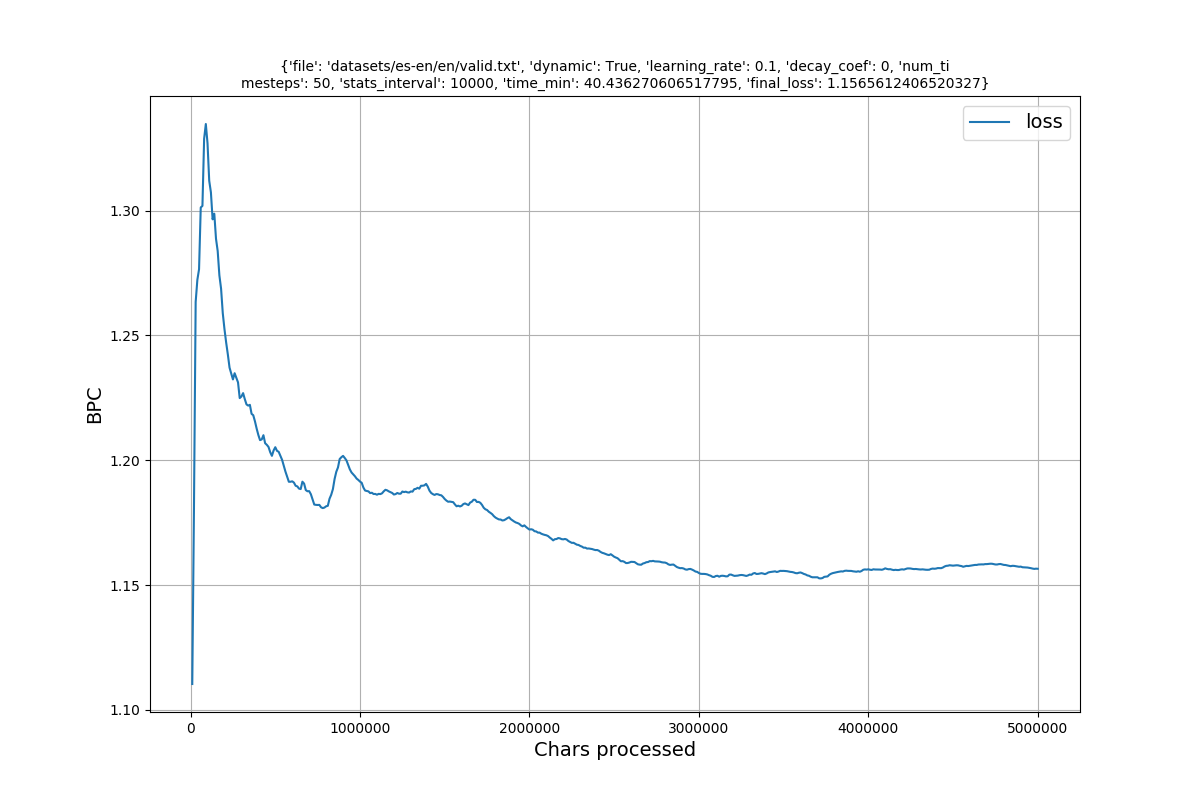 {'file': 'datasets/es-en/en/valid.txt', 'dynamic': True, 'learning_rate': 0.1, 'decay_coef': 0, 'num_ti
mesteps': 50, 'stats_interval': 10000, 'time_min': 40.436270606517795, 'final_loss': 1.1565612406520327}
loss
1.30
1.25
1.20
1.15
1.10
BPC
0
1000000
2000000
3000000
4000000
5000000
Chars processed